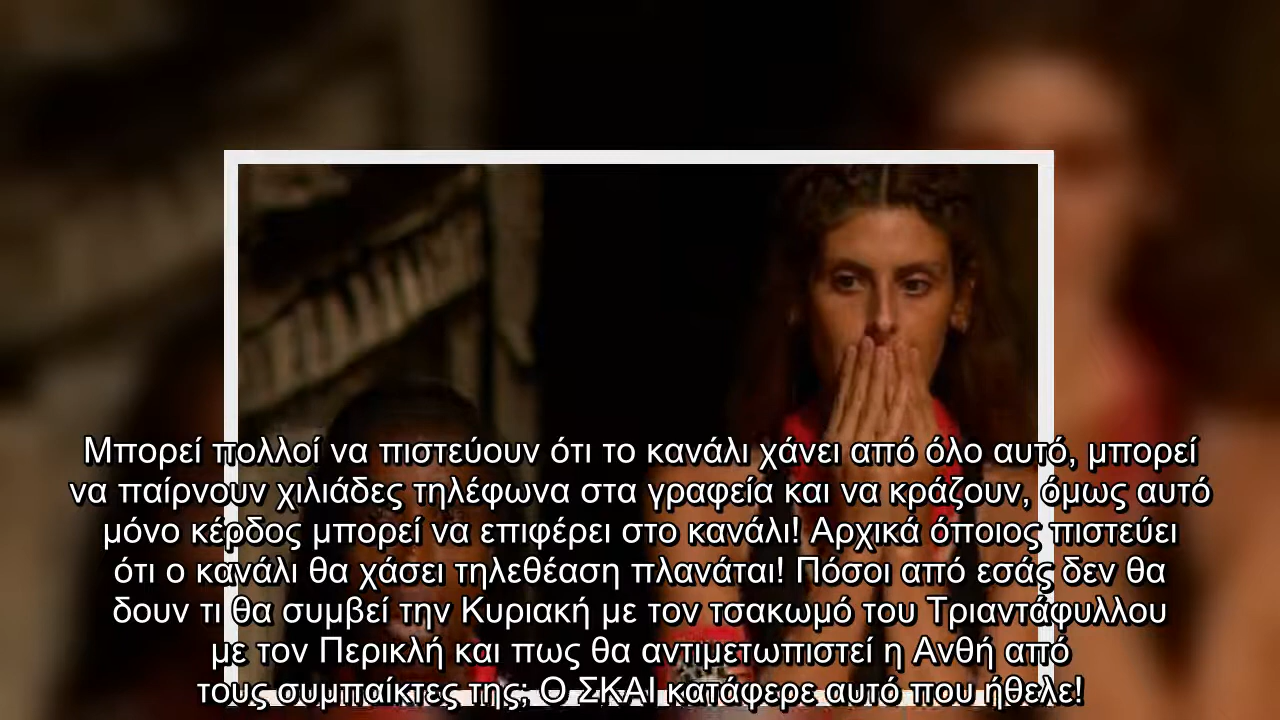 Μπορεί πολλοί να πιστεύουν ότι το κανάλι χάνει από όλο αυτό, μπορεί
να παίρνουν χιλιάδες τηλέφωνα στα γραφεία και να κράζουν, όμως αυτό
μόνο κέρδος μπορεί να επιφέρει στο κανάλι! Αρχικά όποιος πιστεύει
ότι ο κανάλι θα χάσει τηλεθέαση πλανάται! Πόσοι από εσάς δεν θα
δουν τι θα συμβεί την Κυριακή με τον τσακωμό του Τριαντάφυλλου
με τον Περικλή και πως θα αντιμετωπιστεί η Ανθή από
τους συμπαίκτες της; Ο ΣΚΑΙ κατάφερε αυτό που ήθελε!